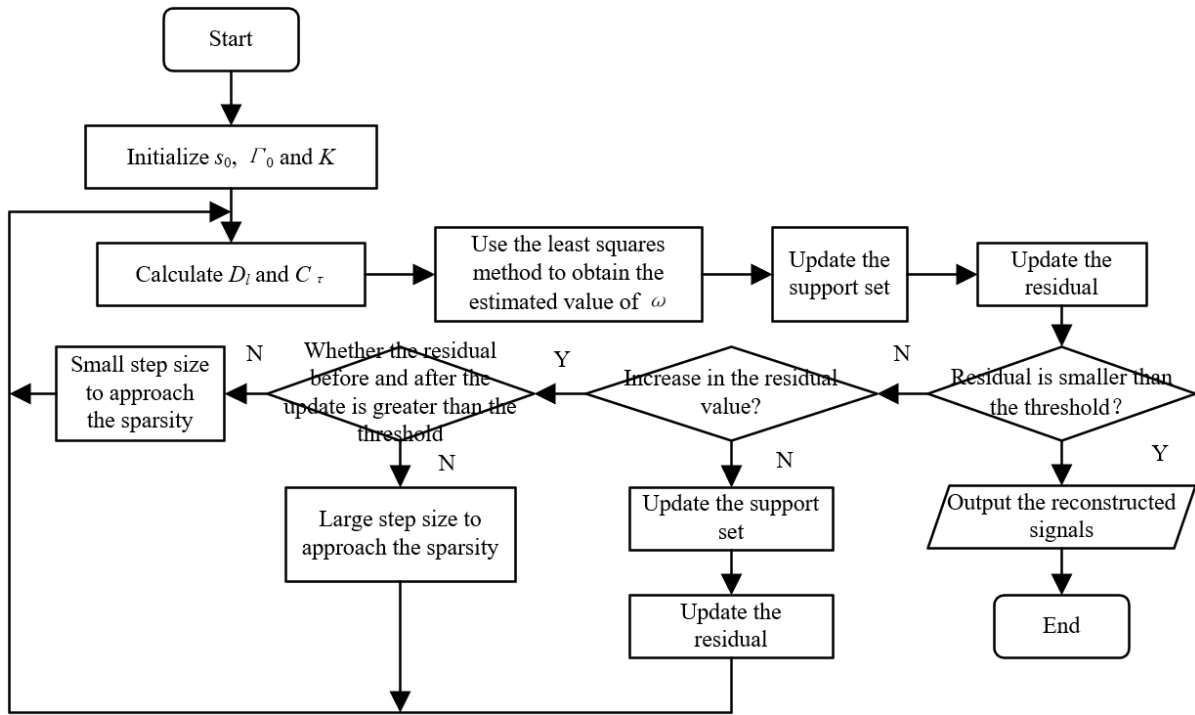 Start
Initialize s₀, Γ₀ and K
Calculate Dₗ and C τ
Use the least squares
method to obtain the
estimated value of ω
Update the
support set
Update the
residual
Residual is smaller than
the threshold?
N
Y
Increase in the residual
value?
Y
N
Whether the residual
before and after the
update is greater than the
threshold
N
N
Small step size
to approach
the sparsity
Large step size to
approach the sparsity
Update the support
set
Update the
residual
Output the reconstructed
signals
End